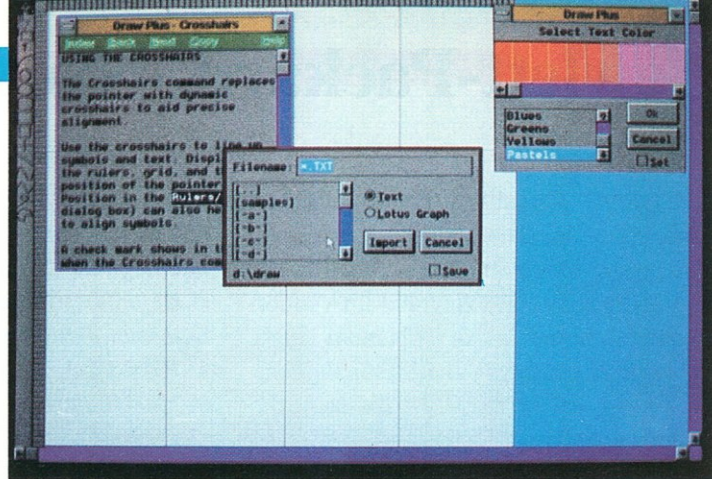 Draw Plus - Crosshairs
Index Back Next Copy Help
USING THE CROSSHAIRS
The Crosshairs command replaces
the pointer with dynamic
crosshairs to aid precise
alignment.
Use the crosshairs to line up
symbols and text. Displ
the rulers, grid, and t
position of the pointer
Position in the Rulers/
dialog box) can also he
to align symbols.
A check mark shows in t
when the Crosshairs com
Filename: *.TXT
[..]
[samples]
[-a-]
[-b-]
[-c-]
[-d-]
Text
Lotus Graph
Import Cancel
d:\draw
Save
Draw Plus
Select Text Color
Blues
Greens
Yellows
Pastels
Ok
Cancel
Set